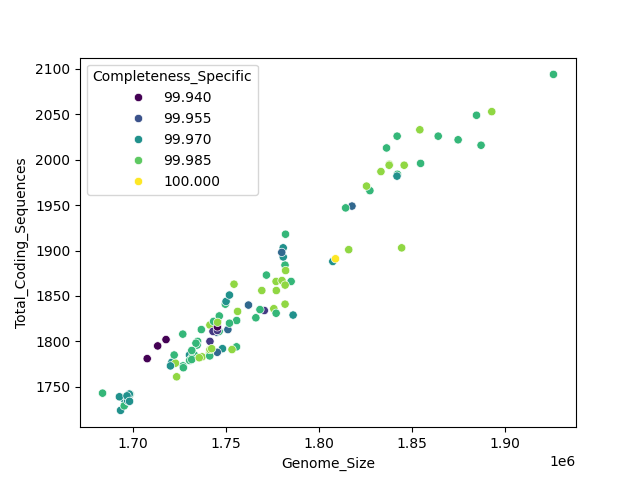 Completeness_Specific
99.940
99.955
99.970
99.985
100.000
2100
2050
2000
1950
1900
1850
1800
1750
Total_Coding_Sequences
1.70 1.75 1.80 1.85 1.90
1e6
Genome_Size